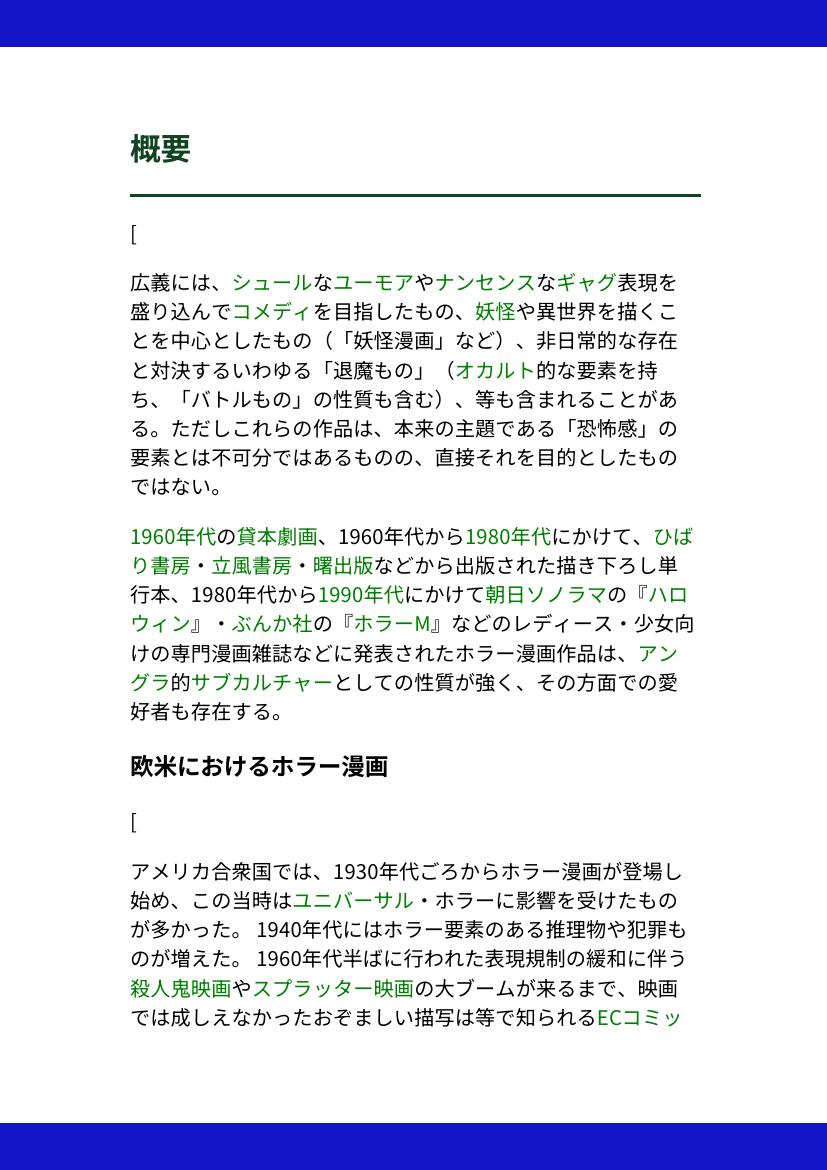 概要
[
広義には、シュールなユーモアやナンセンスなギャグ表現を
盛り込んでコメディを目指したもの、妖怪や異世界を描くこ
とを中心としたもの（「妖怪漫画」など）、非日常的な存在
と対決するいわゆる「退魔もの」（オカルト的な要素を持
ち、「バトルもの」の性質も含む）、等も含まれることがあ
る。ただしこれらの作品は、本来の主題である「恐怖感」の
要素とは不可分ではあるものの、直接それを目的としたもの
ではない。
1960年代の貸本劇画、1960年代から1980年代にかけて、ひば
り書房・立風書房・曙出版などから出版された描き下ろし単
行本、1980年代から1990年代にかけて朝日ソノラマの『ハロ
ウィン』・ぶんか社の『ホラーM』などのレディース・少女向
けの専門漫画雑誌などに発表されたホラー漫画作品は、アン
グラ的サブカルチャーとしての性質が強く、その方面での愛
好者も存在する。
欧米におけるホラー漫画
[
アメリカ合衆国では、1930年代ごろからホラー漫画が登場し
始め、この当時はユニバーサル・ホラーに影響を受けたもの
が多かった。 1940年代にはホラー要素のある推理物や犯罪も
のが増えた。 1960年代半ばに行われた表現規制の緩和に伴う
殺人鬼映画やスプラッター映画の大ブームが来るまで、映画
では成しえなかったおぞましい描写は等で知られるECコミッ